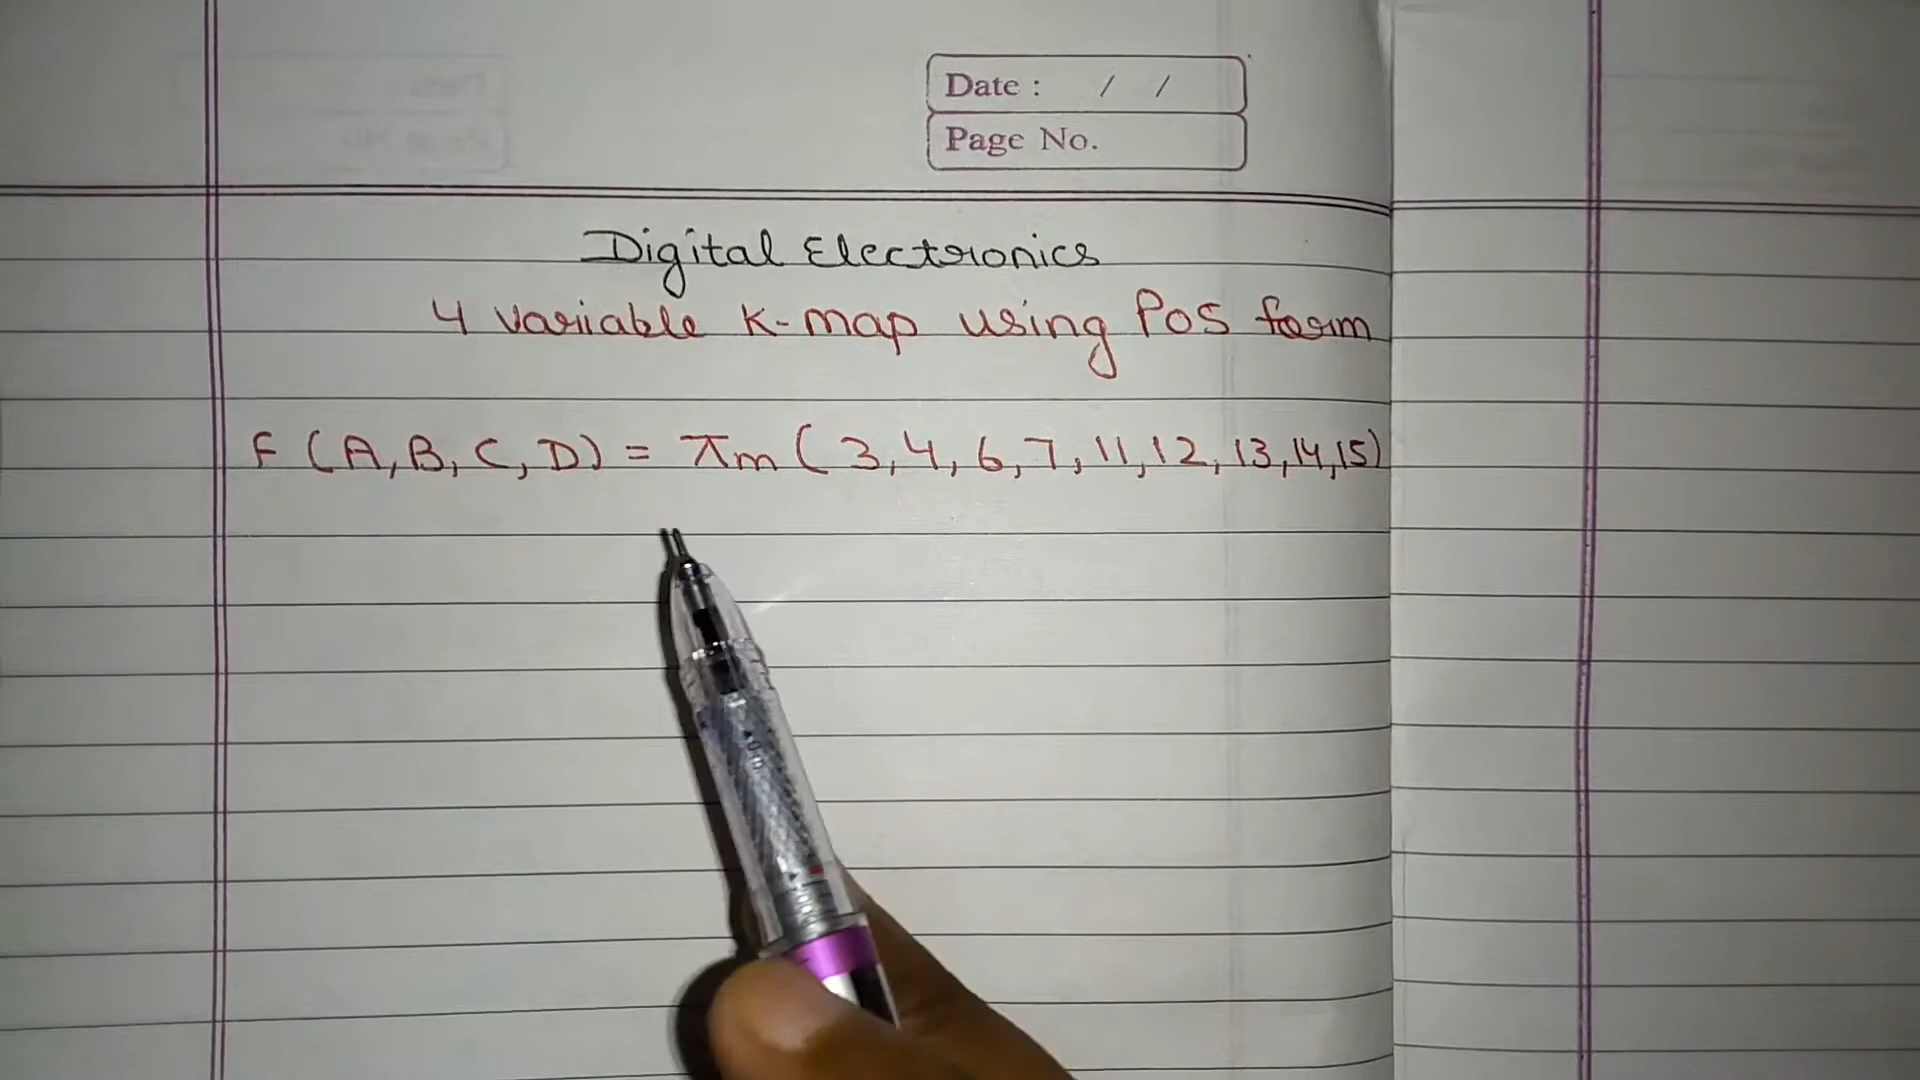 Date : / /
Page No.
Digital Electronics
4 variable K-map using POS form
F (A, B, C, D) = πm ( 3, 4, 6, 7, 11, 12, 13, 14, 15)